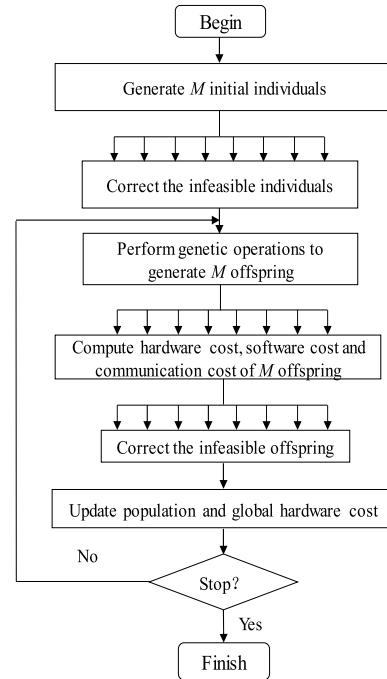 Begin
Generate M initial individuals
Correct the infeasible individuals
Perform genetic operations to
generate M offspring
Compute hardware cost, software cost and
communication cost of M offspring
Correct the infeasible offspring
Update population and global hardware cost
No
Stop?
Yes
Finish